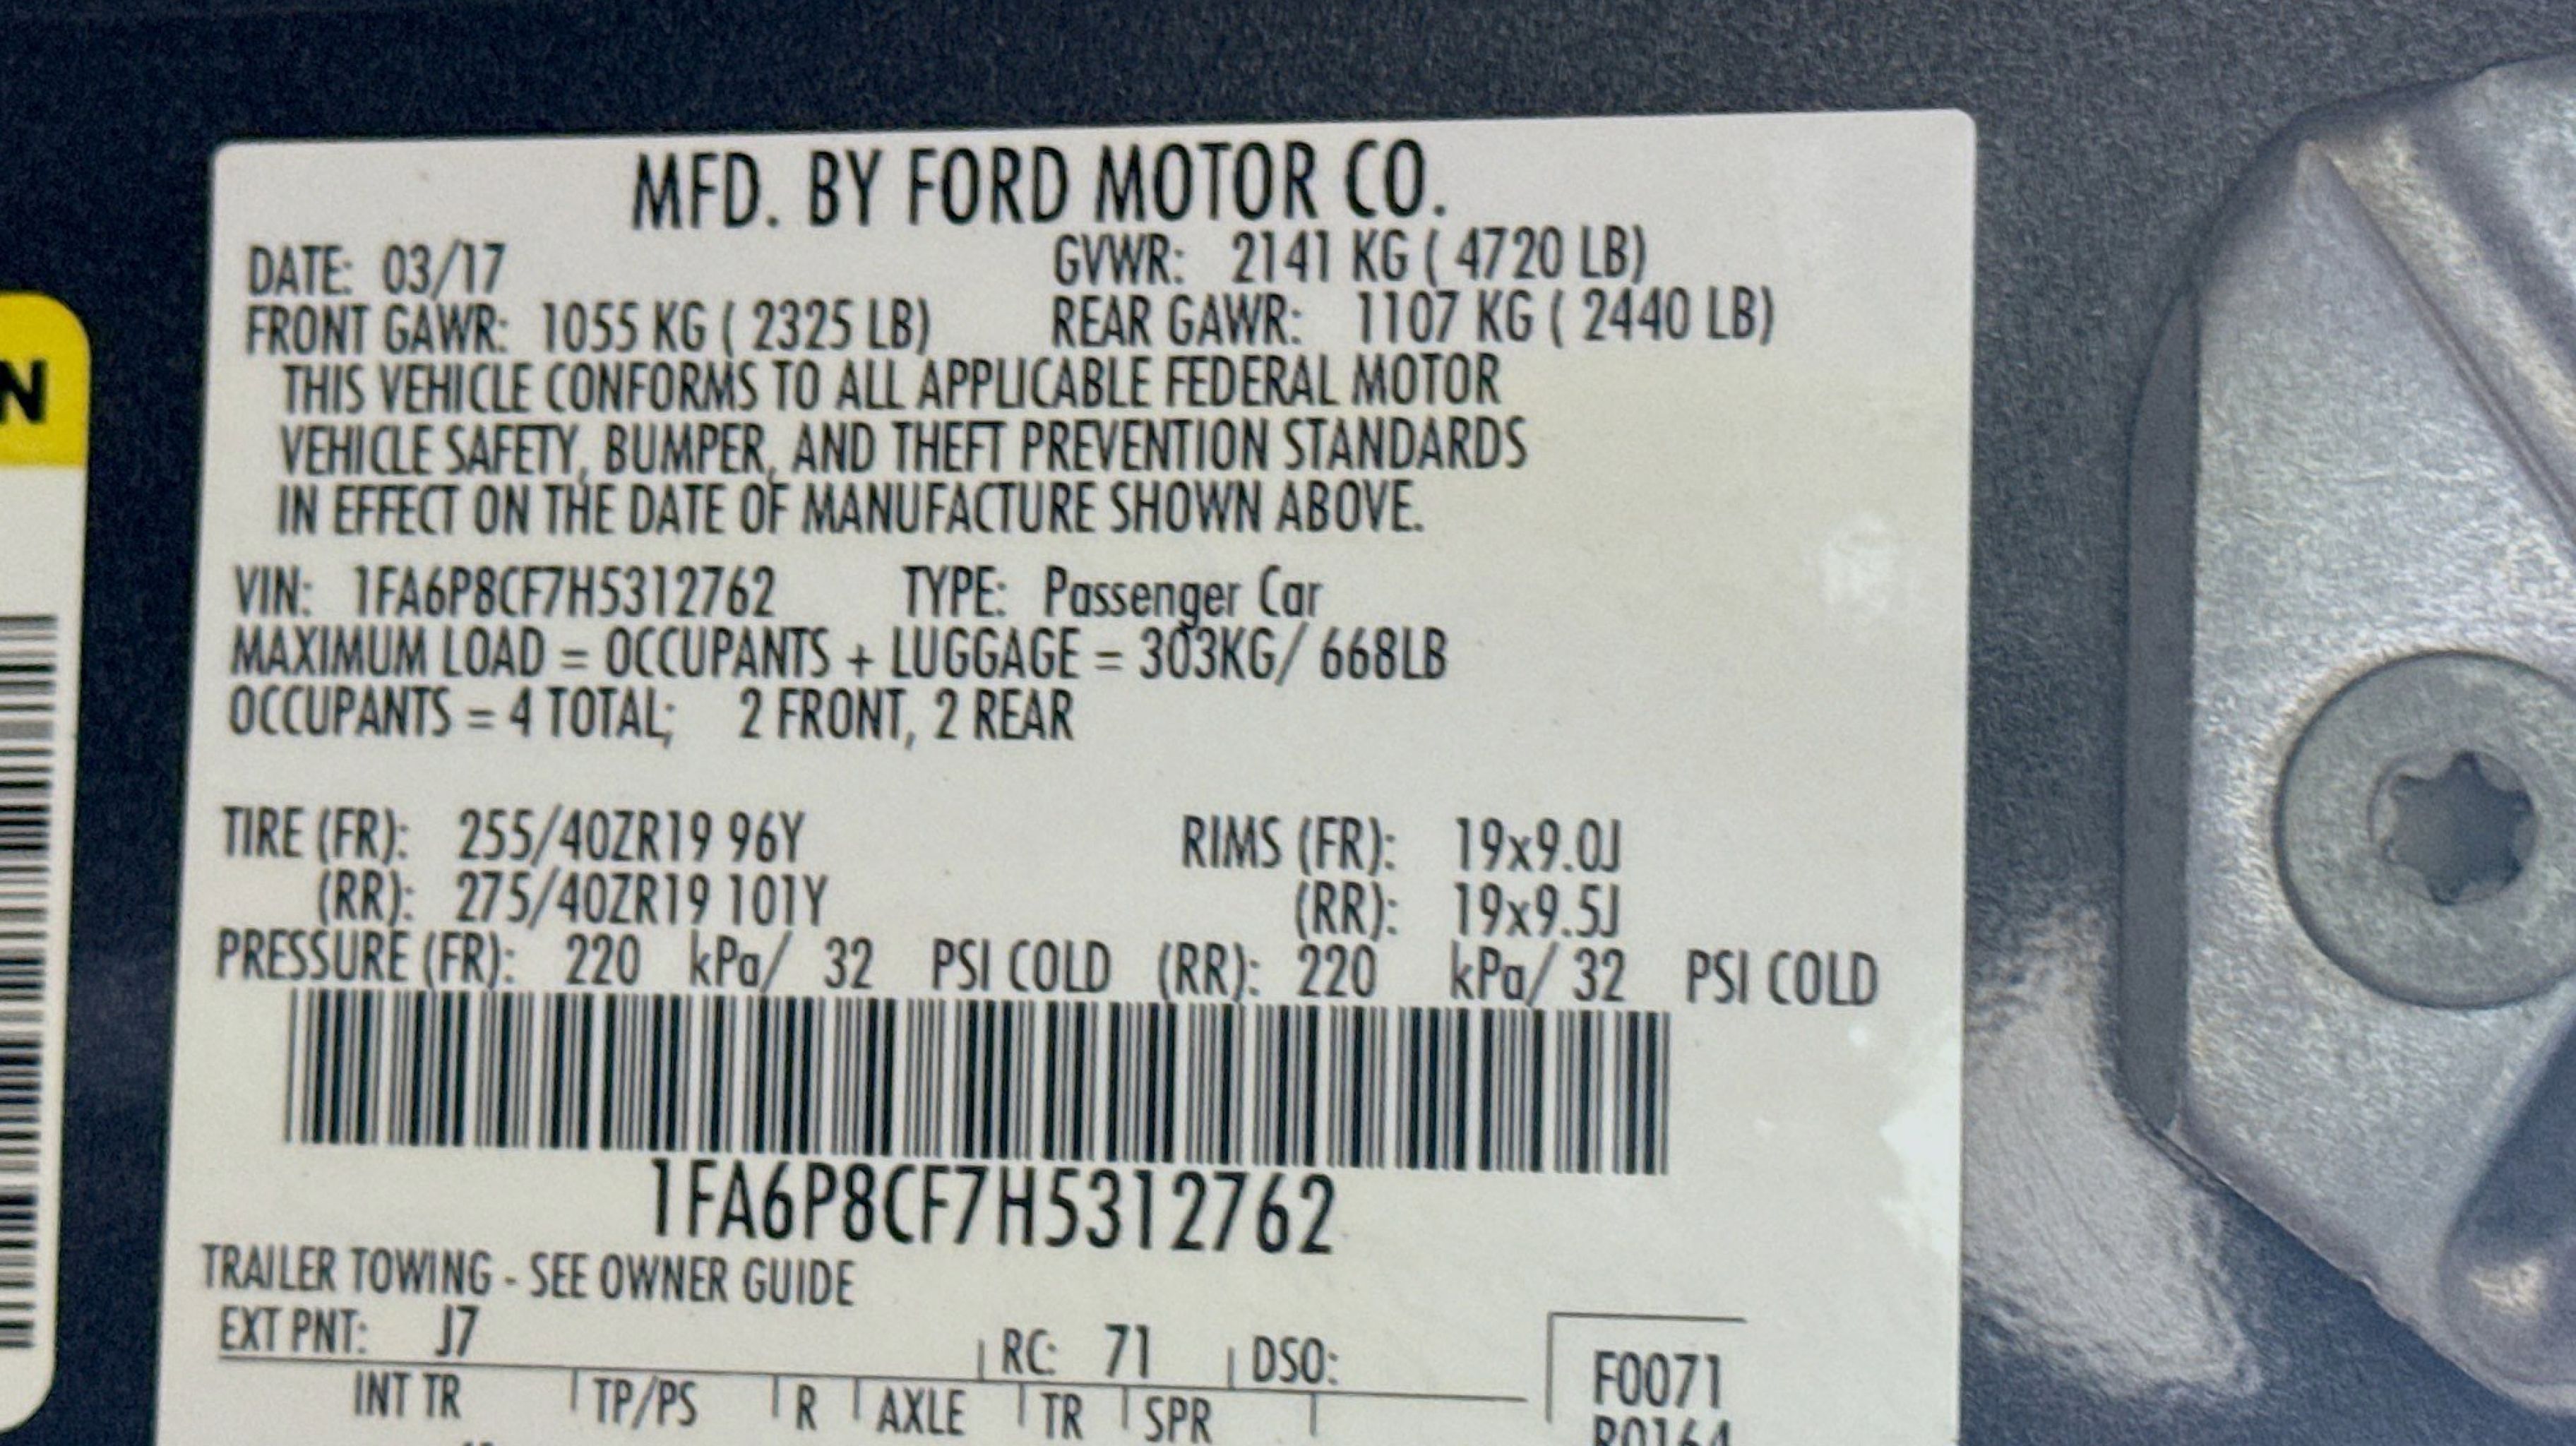 MFD. BY FORD MOTOR CO.
DATE: 03/17 GVWR: 2141 KG ( 4720 LB)
FRONT GAWR: 1055 KG ( 2325 LB) REAR GAWR: 1107 KG ( 2440 LB)
THIS VEHICLE CONFORMS TO ALL APPLICABLE FEDERAL MOTOR
VEHICLE SAFETY, BUMPER, AND THEFT PREVENTION STANDARDS
IN EFFECT ON THE DATE OF MANUFACTURE SHOWN ABOVE.
VIN: 1FA6P8CF7H5312762 TYPE: Passenger Car
MAXIMUM LOAD = OCCUPANTS + LUGGAGE = 303KG/ 668LB
OCCUPANTS = 4 TOTAL; 2 FRONT, 2 REAR
TIRE (FR): 255/40ZR19 96Y RIMS (FR): 19x9.0J
(RR): 275/40ZR19 101Y (RR): 19x9.5J
PRESSURE (FR): 220 kPa/ 32 PSI COLD (RR): 220 kPa/ 32 PSI COLD
1FA6P8CF7H5312762
TRAILER TOWING - SEE OWNER GUIDE
EXT PNT: J7 RC: 71 DSO:
INT TR TP/PS R AXLE TR SPR
F0071
R0164
N